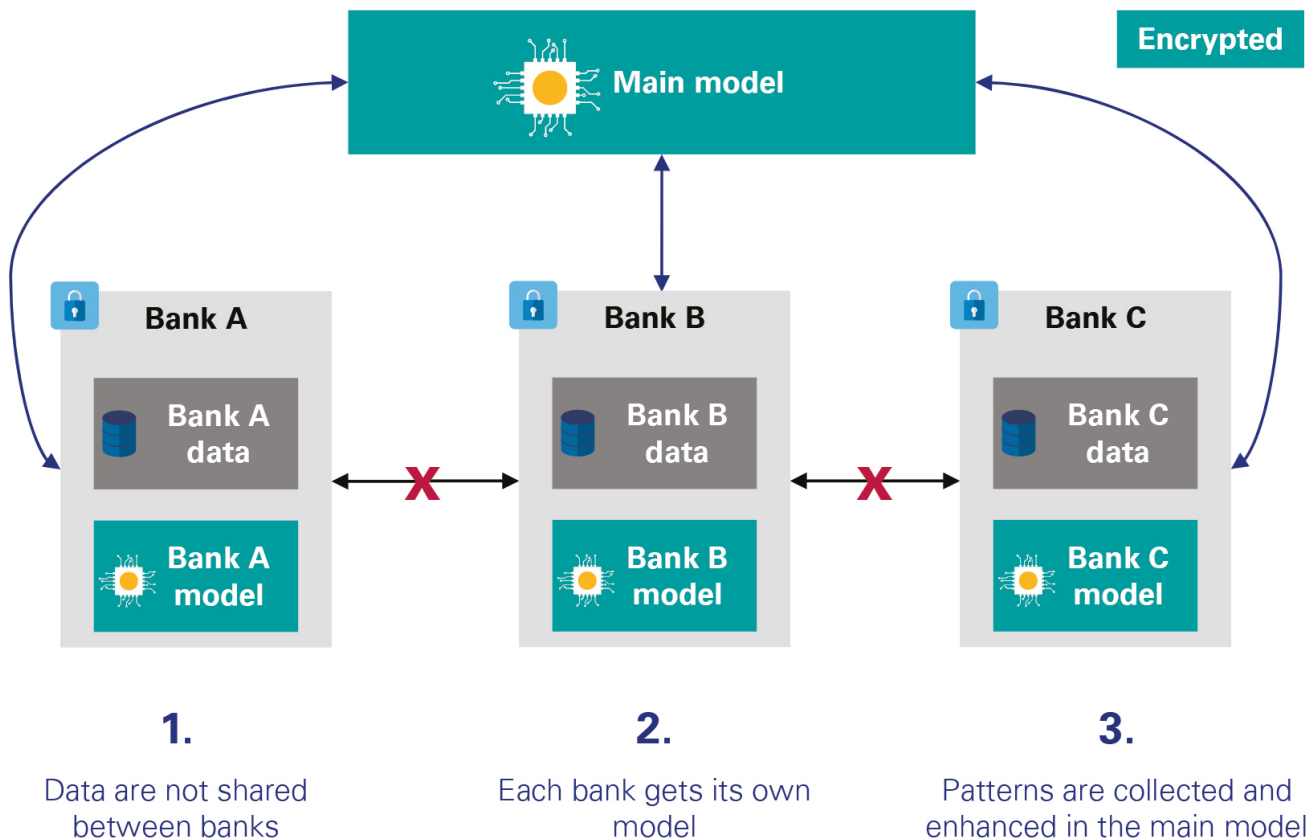 Encrypted
Main model
Bank A
Bank B
Bank C
Bank A
data
Bank B
data
Bank C
data
X
X
Bank A
model
Bank B
model
Bank C
model
1.
2.
3.
Data are not shared
between banks
Each bank gets its own
model
Patterns are collected and
enhanced in the main model